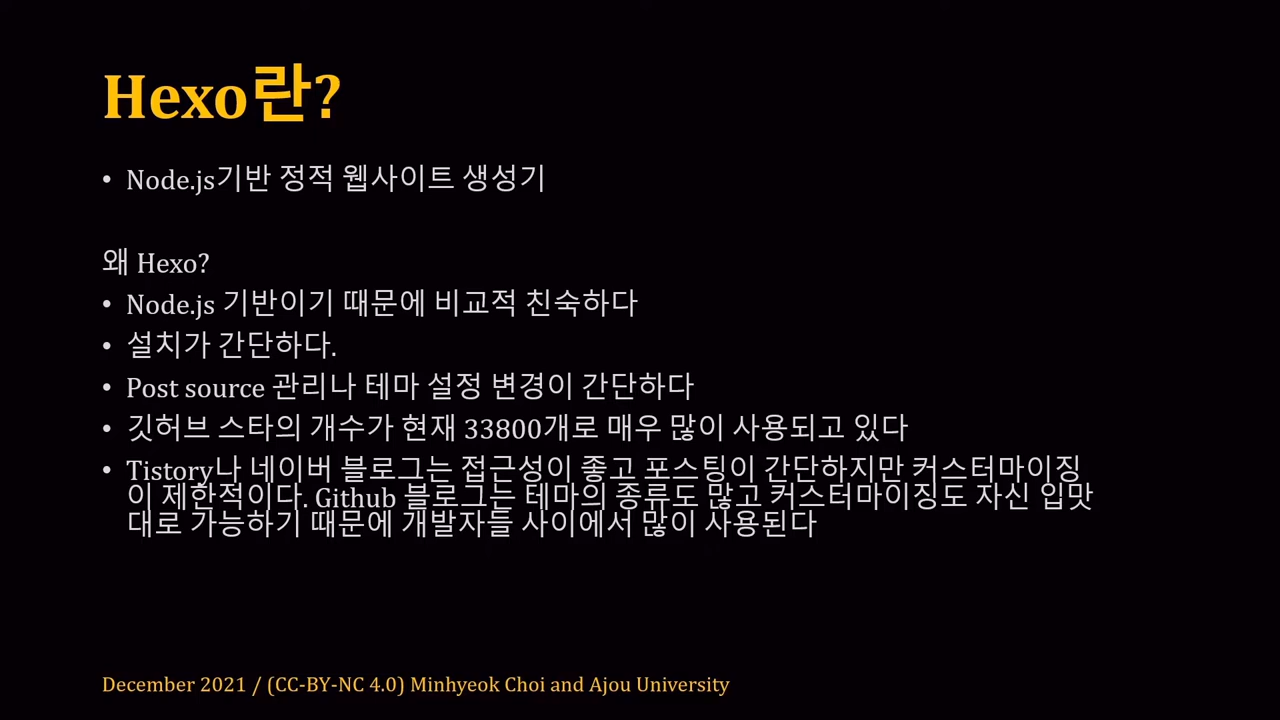 Hexo란?
• Node.js기반 정적 웹사이트 생성기
왜 Hexo?
• Node.js 기반이기 때문에 비교적 친숙하다
• 설치가 간단하다.
• Post source 관리나 테마 설정 변경이 간단하다
• 깃허브 스타의 개수가 현재 33800개로 매우 많이 사용되고 있다
• Tistory나 네이버 블로그는 접근성이 좋고 포스팅이 간단하지만 커스터마이징
이 제한적이다. Github 블로그는 테마의 종류도 많고 커스터마이징도 자신 입맛
대로 가능하기 때문에 개발자들 사이에서 많이 사용된다
December 2021 / (CC-BY-NC 4.0) Minhyeok Choi and Ajou University